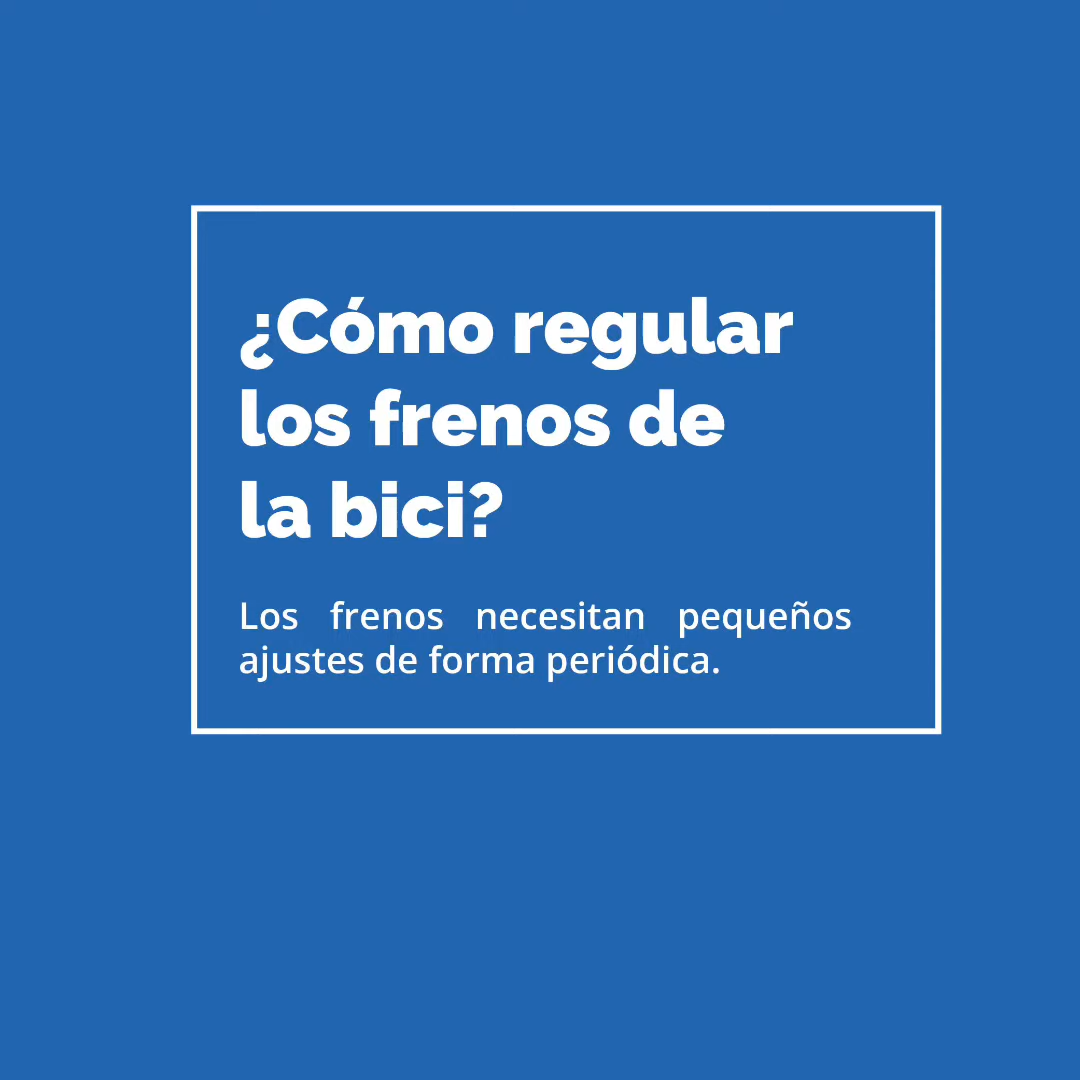 ¿Cómo regular
los frenos de
la bici?
Los frenos necesitan pequeños
ajustes de forma periódica.